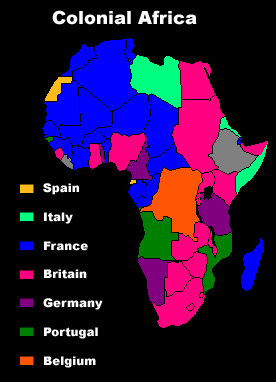 Colonial Africa
Spain
Italy
France
Britain
Germany
Portugal
Belgium